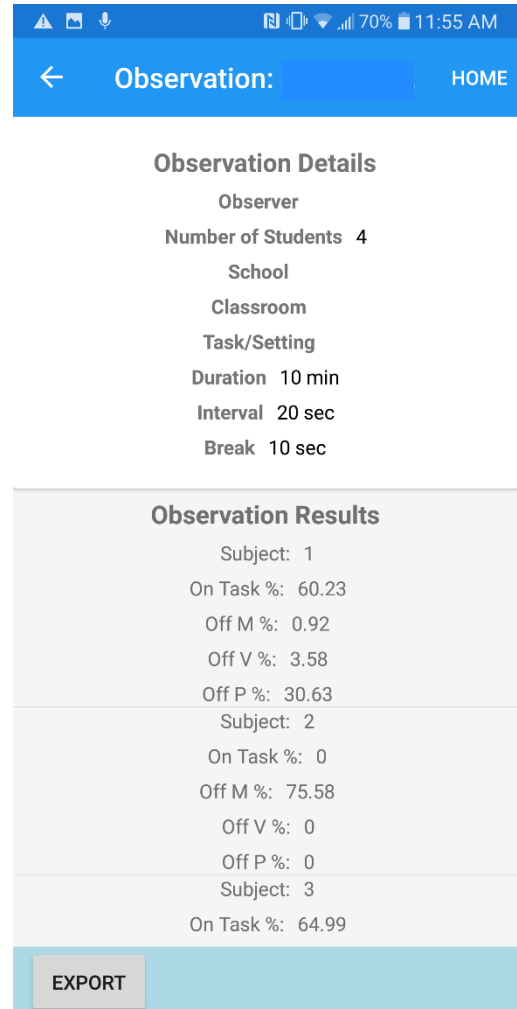 70% 11:55 AM
Observation: HOME
Observation Details
Observer
Number of Students 4
School
Classroom
Task/Setting
Duration 10 min
Interval 20 sec
Break 10 sec
Observation Results
Subject: 1
On Task %: 60.23
Off M %: 0.92
Off V %: 3.58
Off P %: 30.63
Subject: 2
On Task %: 0
Off M %: 75.58
Off V %: 0
Off P %: 0
Subject: 3
On Task %: 64.99
EXPORT